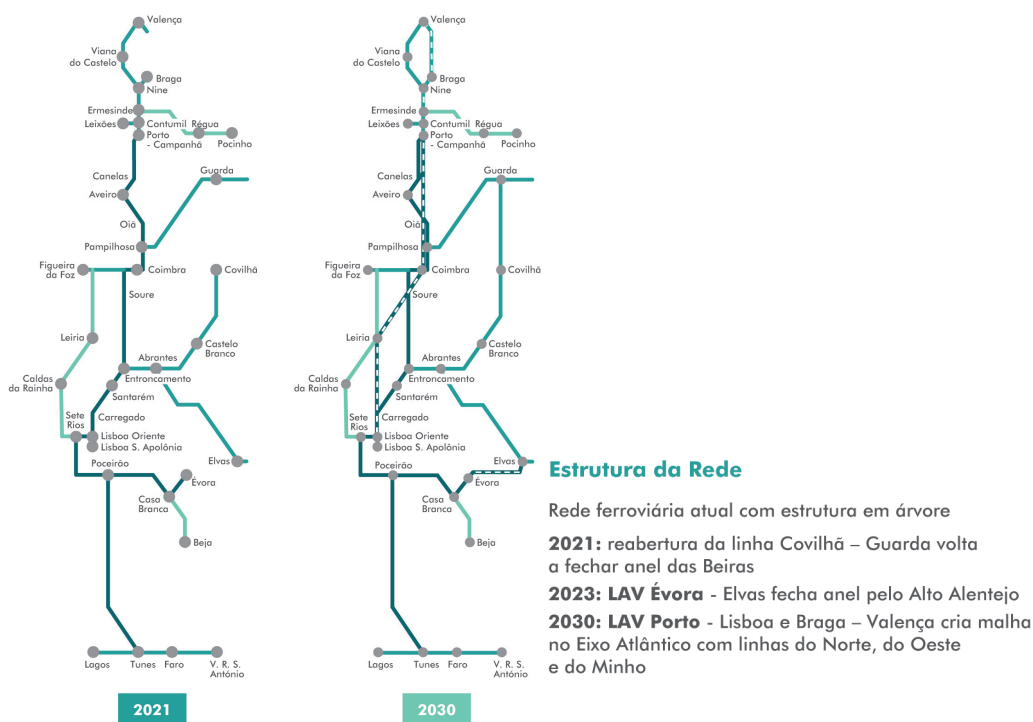 Valença
Viana
do Castelo
Braga
Nine
Ermesinde
Leixões
Contumil
Régua
Porto
- Campanhã
Pocinho
Canelas
Guarda
Aveiro
Oiã
Pampilhosa
Figueira
da Foz
Coimbra
Covilhã
Soure
Leiria
Castelo
Branco
Abrantes
Caldas
da Rainha
Entroncamento
Santarém
Sete
Rios
Carregado
Lisboa Oriente
Lisboa S. Apolônia
Poceirão
Elvas
Évora
Casa
Branca
Beja
Lagos
Tunes
Faro
V. R. S.
António
2021
Valença
Viana
do Castelo
Braga
Nine
Ermesinde
Leixões
Contumil
Régua
Porto
- Campanhã
Pocinho
Canelas
Guarda
Aveiro
Oiã
Pampilhosa
Figueira
da Foz
Coimbra
Covilhã
Soure
Leiria
Castelo
Branco
Abrantes
Caldas
da Rainha
Entroncamento
Santarém
Sete
Rios
Carregado
Lisboa Oriente
Lisboa S. Apolônia
Poceirão
Elvas
Évora
Casa
Branca
Beja
Lagos
Tunes
Faro
V. R. S.
António
2030
Estrutura da Rede
Rede ferroviária atual com estrutura em árvore
2021: reabertura da linha Covilhã – Guarda volta
a fechar anel das Beiras
2023: LAV Évora - Elvas fecha anel pelo Alto Alentejo
2030: LAV Porto - Lisboa e Braga – Valença cria malha
no Eixo Atlântico com linhas do Norte, do Oeste
e do Minho